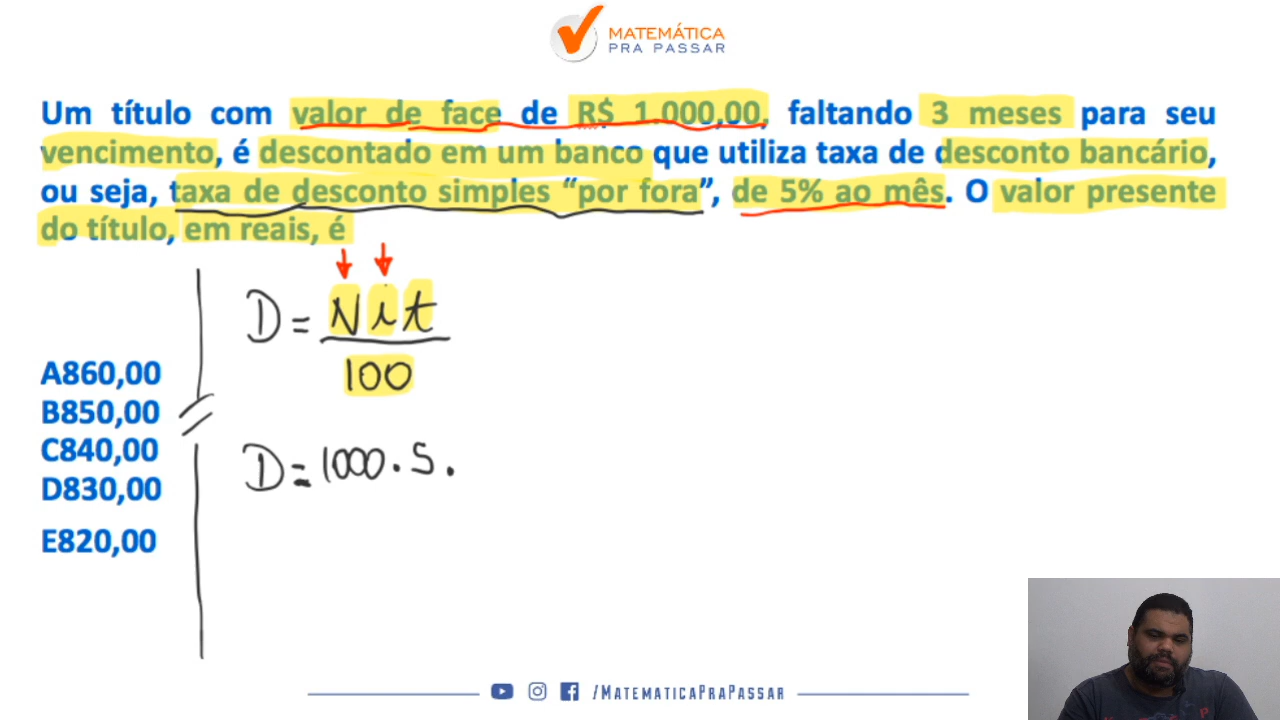 MATEMÁTICA
PRA PASSAR
Um título com valor de face de R$ 1.000,00, faltando 3 meses para seu
vencimento, é descontado em um banco que utiliza taxa de desconto bancário,
ou seja, taxa de desconto simples “por fora”, de 5% ao mês. O valor presente
do título, em reais, é
D = Nit
100
A860,00
B850,00
C840,00
D = 1000 . 5 .
D830,00
E820,00
/MATEMATICAPRAPASSAR